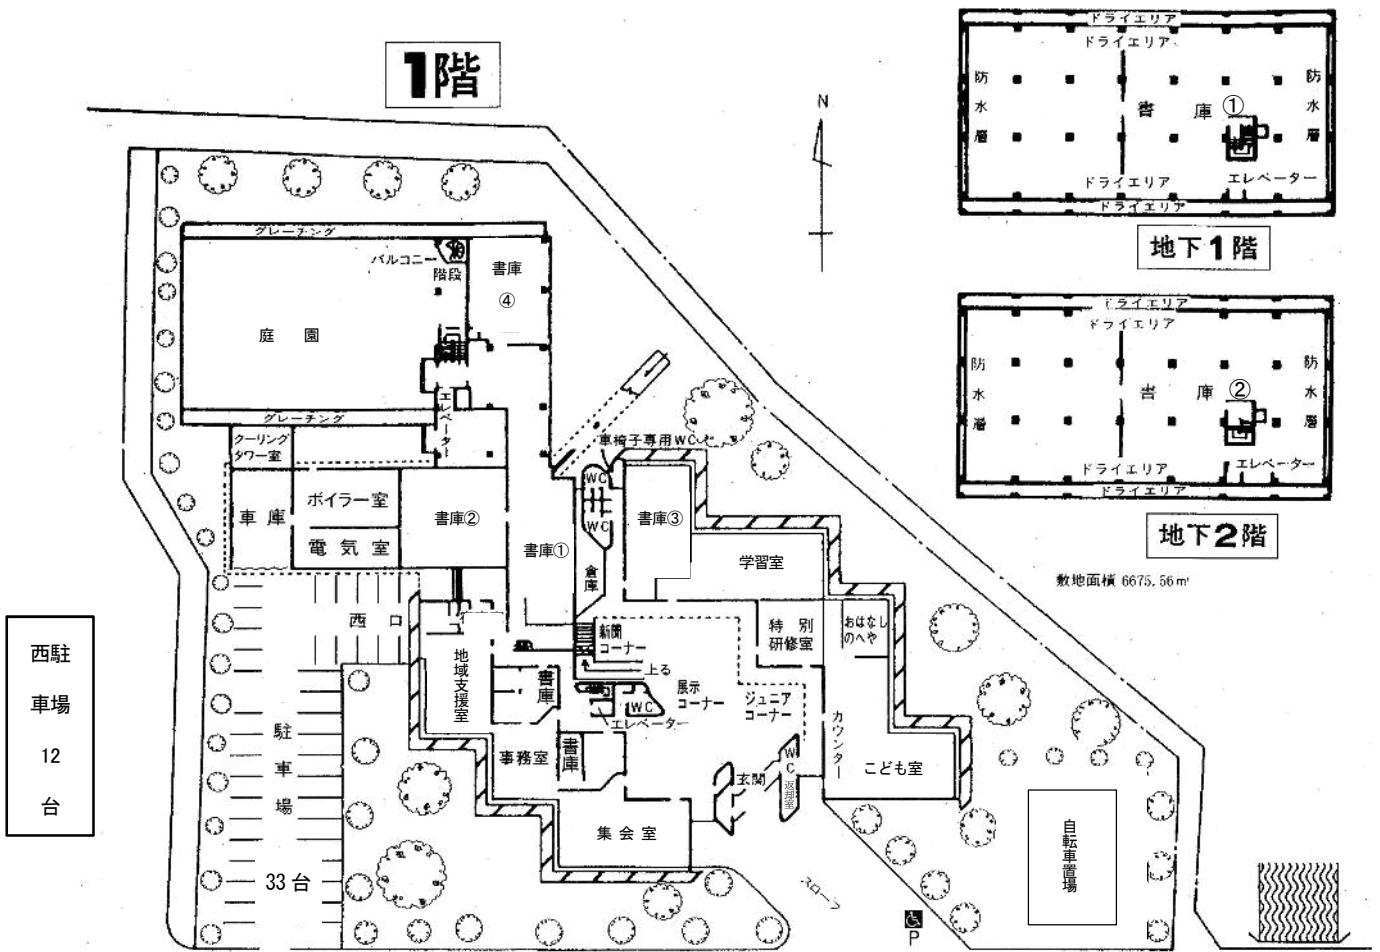 1階
N
グレーチング
バルコニー
階段
書庫
④
庭園
グレーチング
エレベータ
クーリング
タワー室
車庫
ボイラー室
電気室
書庫②
書庫①
車椅子専用WC
WC
WC
倉庫
書庫③
学習室
特別
研修室
おはなし
のへや
西口
新聞
コーナー
上る
地域支援室
書庫
展示
コーナー
ジュニア
コーナー
WC
エレベーター
カウンター
事務室
書庫
玄関
WC
返却室
こども室
集会室
駐車場
33台
西駐
車場
12
台
スロープ
P
自転車置場
ドライエリア
ドライエリア
防水層
書庫①
防水層
エレベーター
ドライエリア
ドライエリア
地下1階
ドライエリア
ドライエリア
防水層
書庫②
防水層
エレベーター
ドライエリア
ドライエリア
地下2階
敷地面積 6675.56㎡